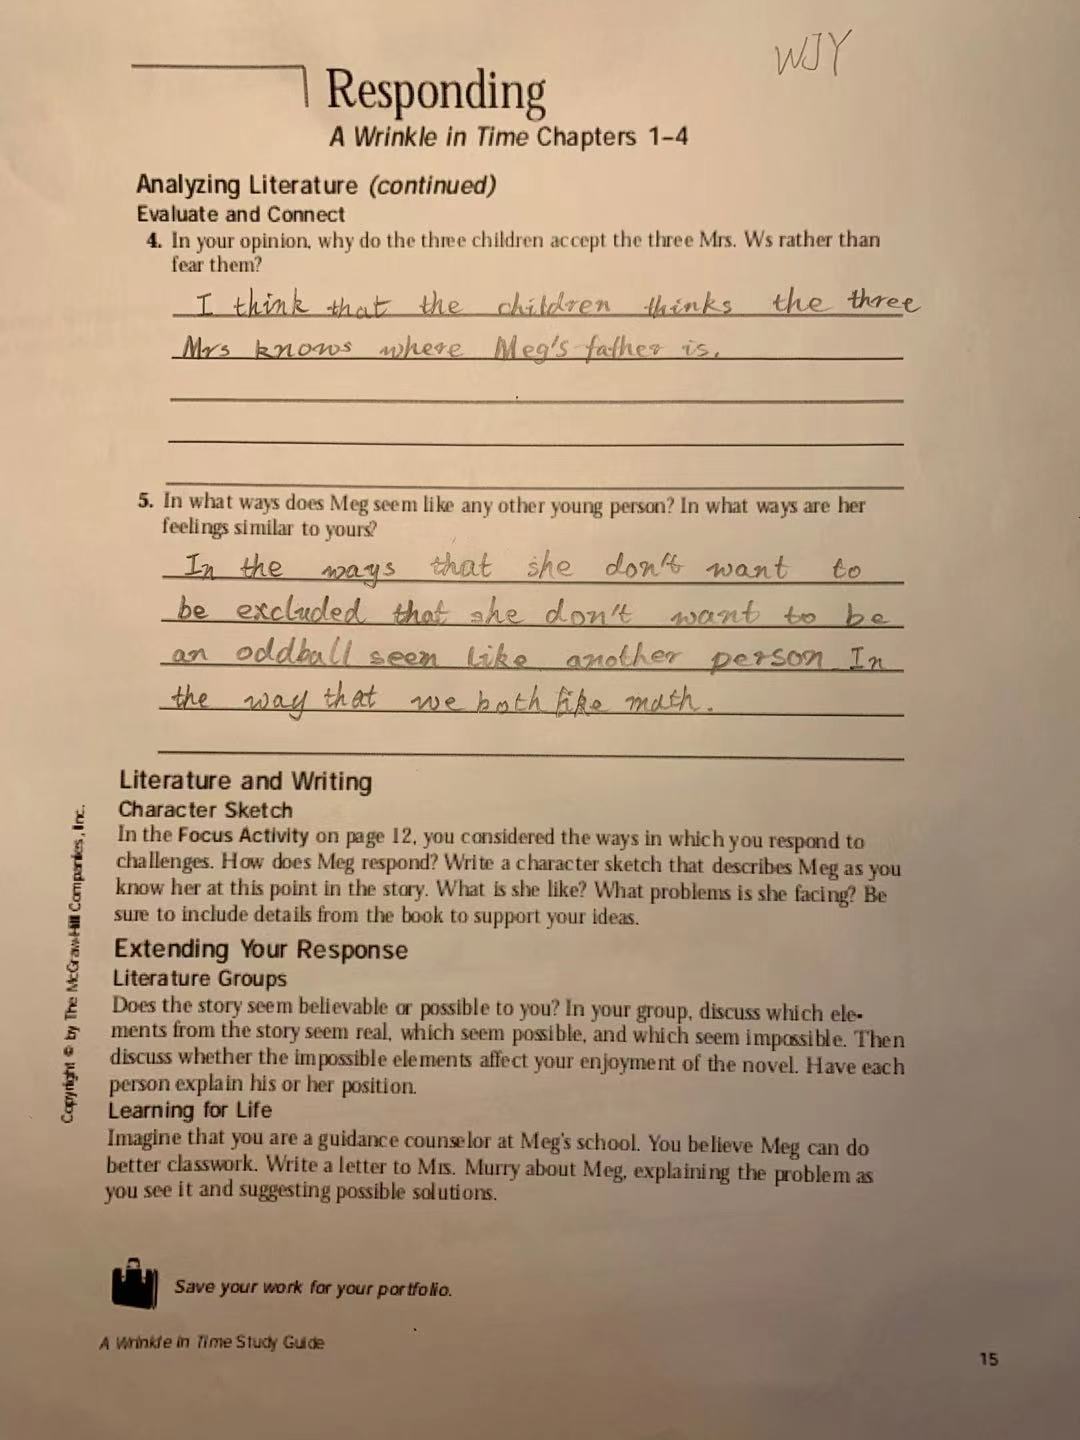 WJY
Responding
A Wrinkle in Time Chapters 1–4
Analyzing Literature (continued)
Evaluate and Connect
4. In your opinion, why do the three children accept the three Mrs. Ws rather than
fear them?
I think that the children thinks the three
Mrs knows where Meg's father is.
5. In what ways does Meg seem like any other young person? In what ways are her
feelings similar to yours?
In the ways that she don't want to
be excluded that she don't want to be
an oddball seem like another person In
the way that we both like math.
Literature and Writing
Character Sketch
In the Focus Activity on page 12, you considered the ways in which you respond to
challenges. How does Meg respond? Write a character sketch that describes Meg as you
know her at this point in the story. What is she like? What problems is she facing? Be
sure to include details from the book to support your ideas.
Extending Your Response
Literature Groups
Does the story seem believable or possible to you? In your group, discuss which ele-
ments from the story seem real, which seem possible, and which seem impossible. Then
discuss whether the impossible elements affect your enjoyment of the novel. Have each
person explain his or her position.
Learning for Life
Imagine that you are a guidance counselor at Meg's school. You believe Meg can do
better classwork. Write a letter to Mrs. Murry about Meg, explaining the problem as
you see it and suggesting possible solutions.
Save your work for your portfolio.
A Wrinkle in Time Study Guide
15
Copyright © by The McGraw-Hill Companies, Inc.